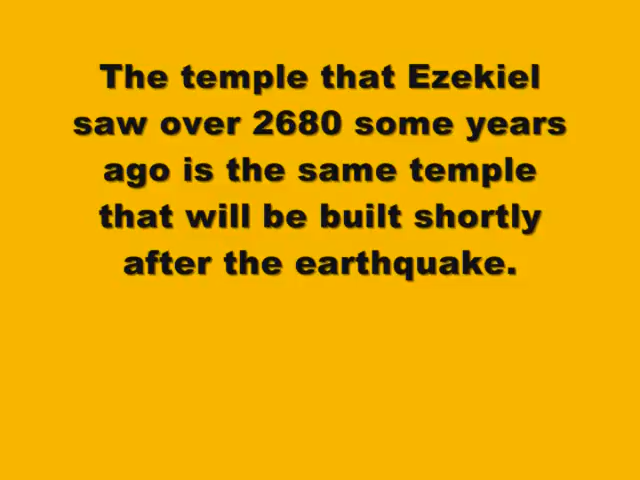 The temple that Ezekiel
saw over 2680 some years
ago is the same temple
that will be built shortly
after the earthquake.